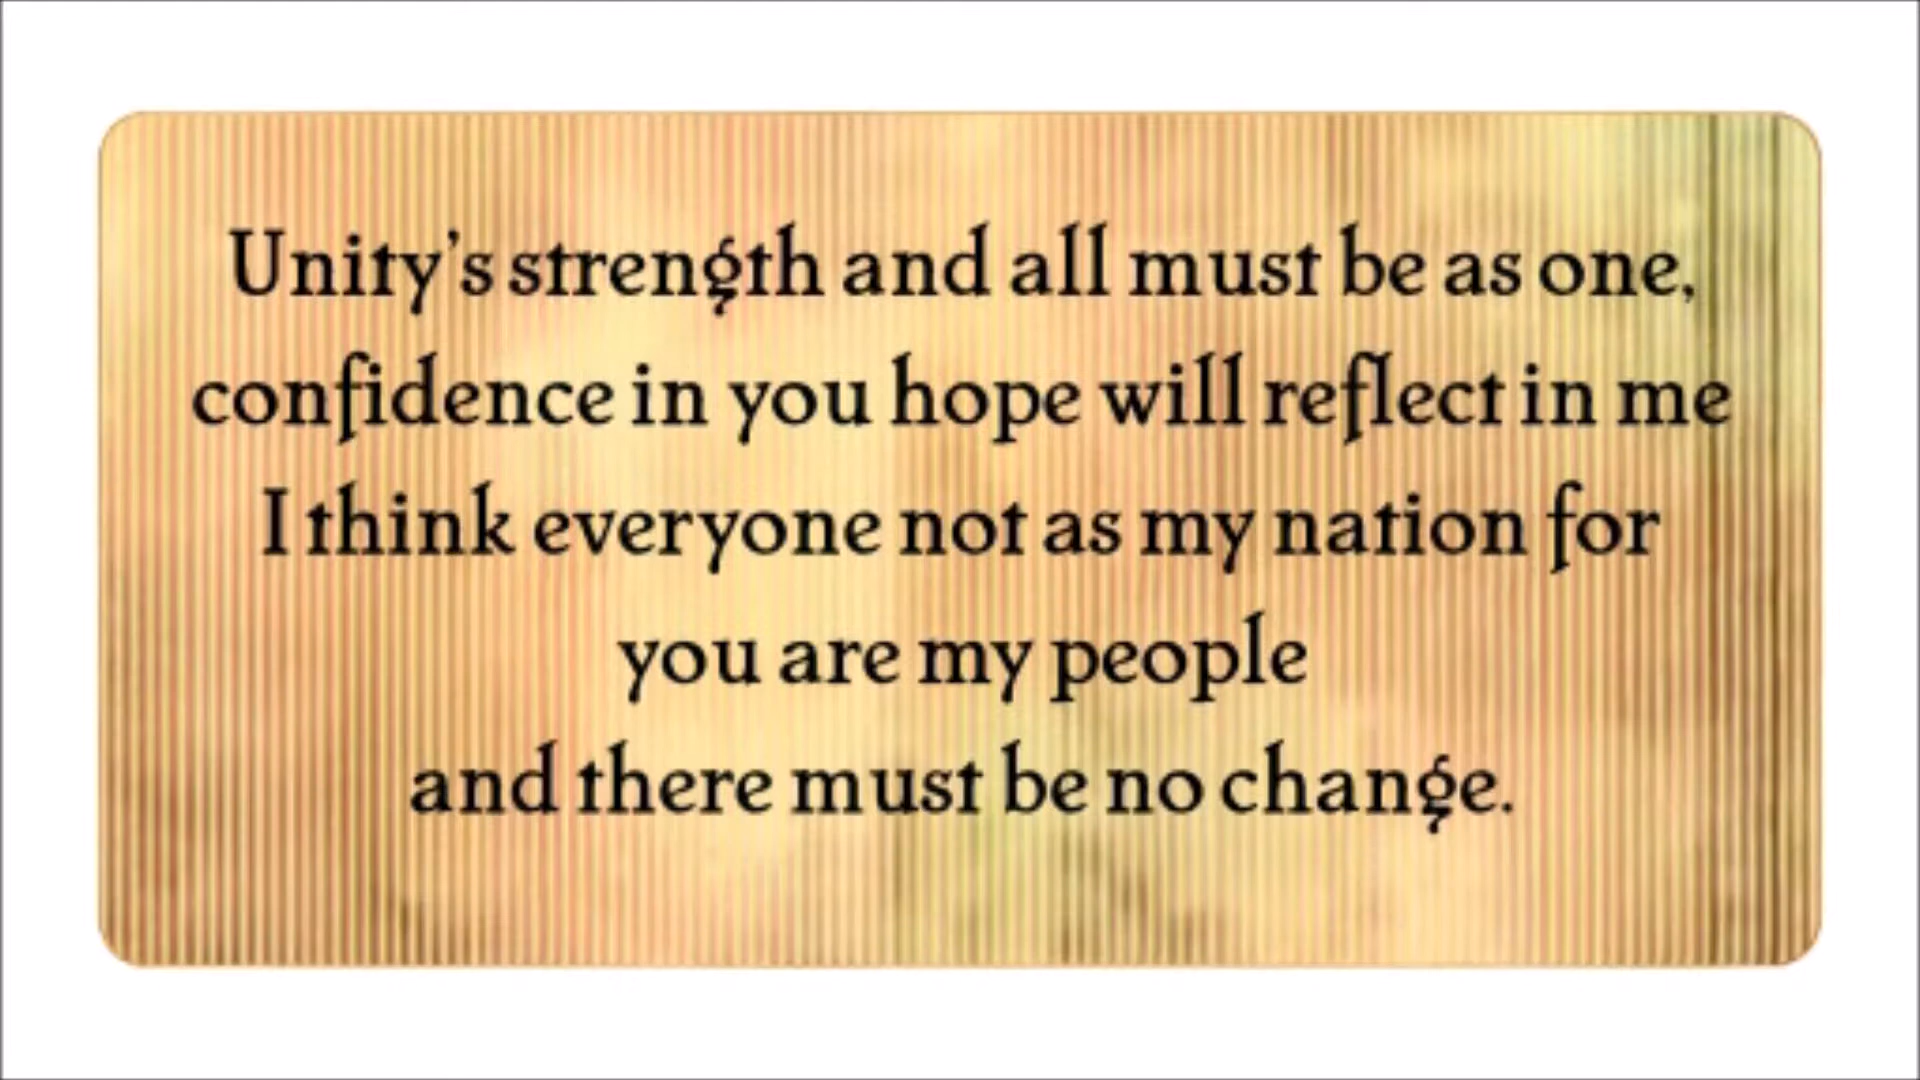 Unity’s strength and all must be as one,
confidence in you hope will reflect in me
I think everyone not as my nation for
you are my people
and there must be no change.